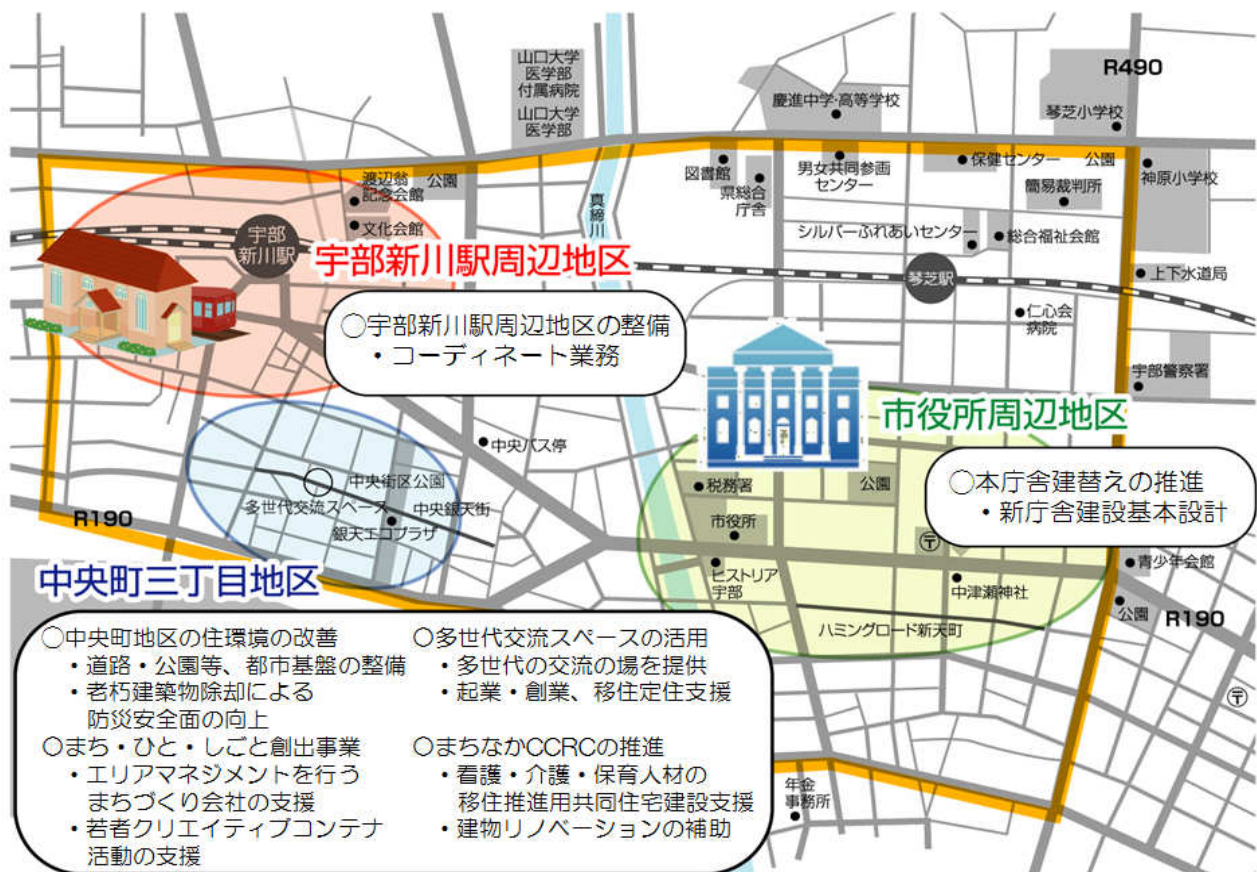 山口大学
医学部
付属病院
山口大学
医学部
慶進中学・高等学校
R490
琴芝小学校
渡辺翁
記念会館
公園
文化会館
図書館
県総合
庁舎
男女共同参画
センター
保健センター
公園
簡易裁判所
神原小学校
真締川
シルバーふれあいセンター
総合福祉会館
宇部
新川駅
宇部新川駅周辺地区
琴芝駅
上下水道局
○宇部新川駅周辺地区の整備
・コーディネート業務
仁心会
病院
宇部警察署
市役所周辺地区
中央バス停
○本庁舎建替えの推進
・新庁舎建設基本設計
税務署
公園
市役所
〒
中央街区公園
多世代交流スペース
中央銀天街
銀天エコプラザ
R190
ヒストリア
宇部
中津瀬神社
青少年会館
公園
R190
ハミングロード新天町
〒
中央町三丁目地区
○中央町地区の住環境の改善
・道路・公園等、都市基盤の整備
・老朽建築物除却による
防災安全面の向上
○まち・ひと・しごと創出事業
・エリアマネジメントを行う
まちづくり会社の支援
・若者クリエイティブコンテナ
活動の支援
○多世代交流スペースの活用
・多世代の交流の場を提供
・起業・創業、移住定住支援
○まちなかCCRCの推進
・看護・介護・保育人材の
移住推進用共同住宅建設支援
・建物リノベーションの補助
年金
事務所